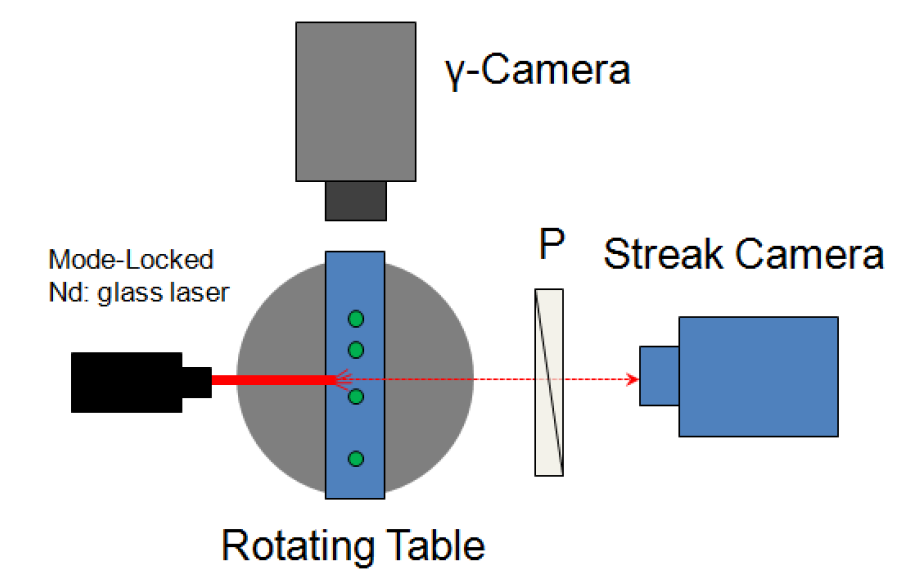 γ-Camera
Mode-Locked
Nd: glass laser
P
Streak Camera
Rotating Table